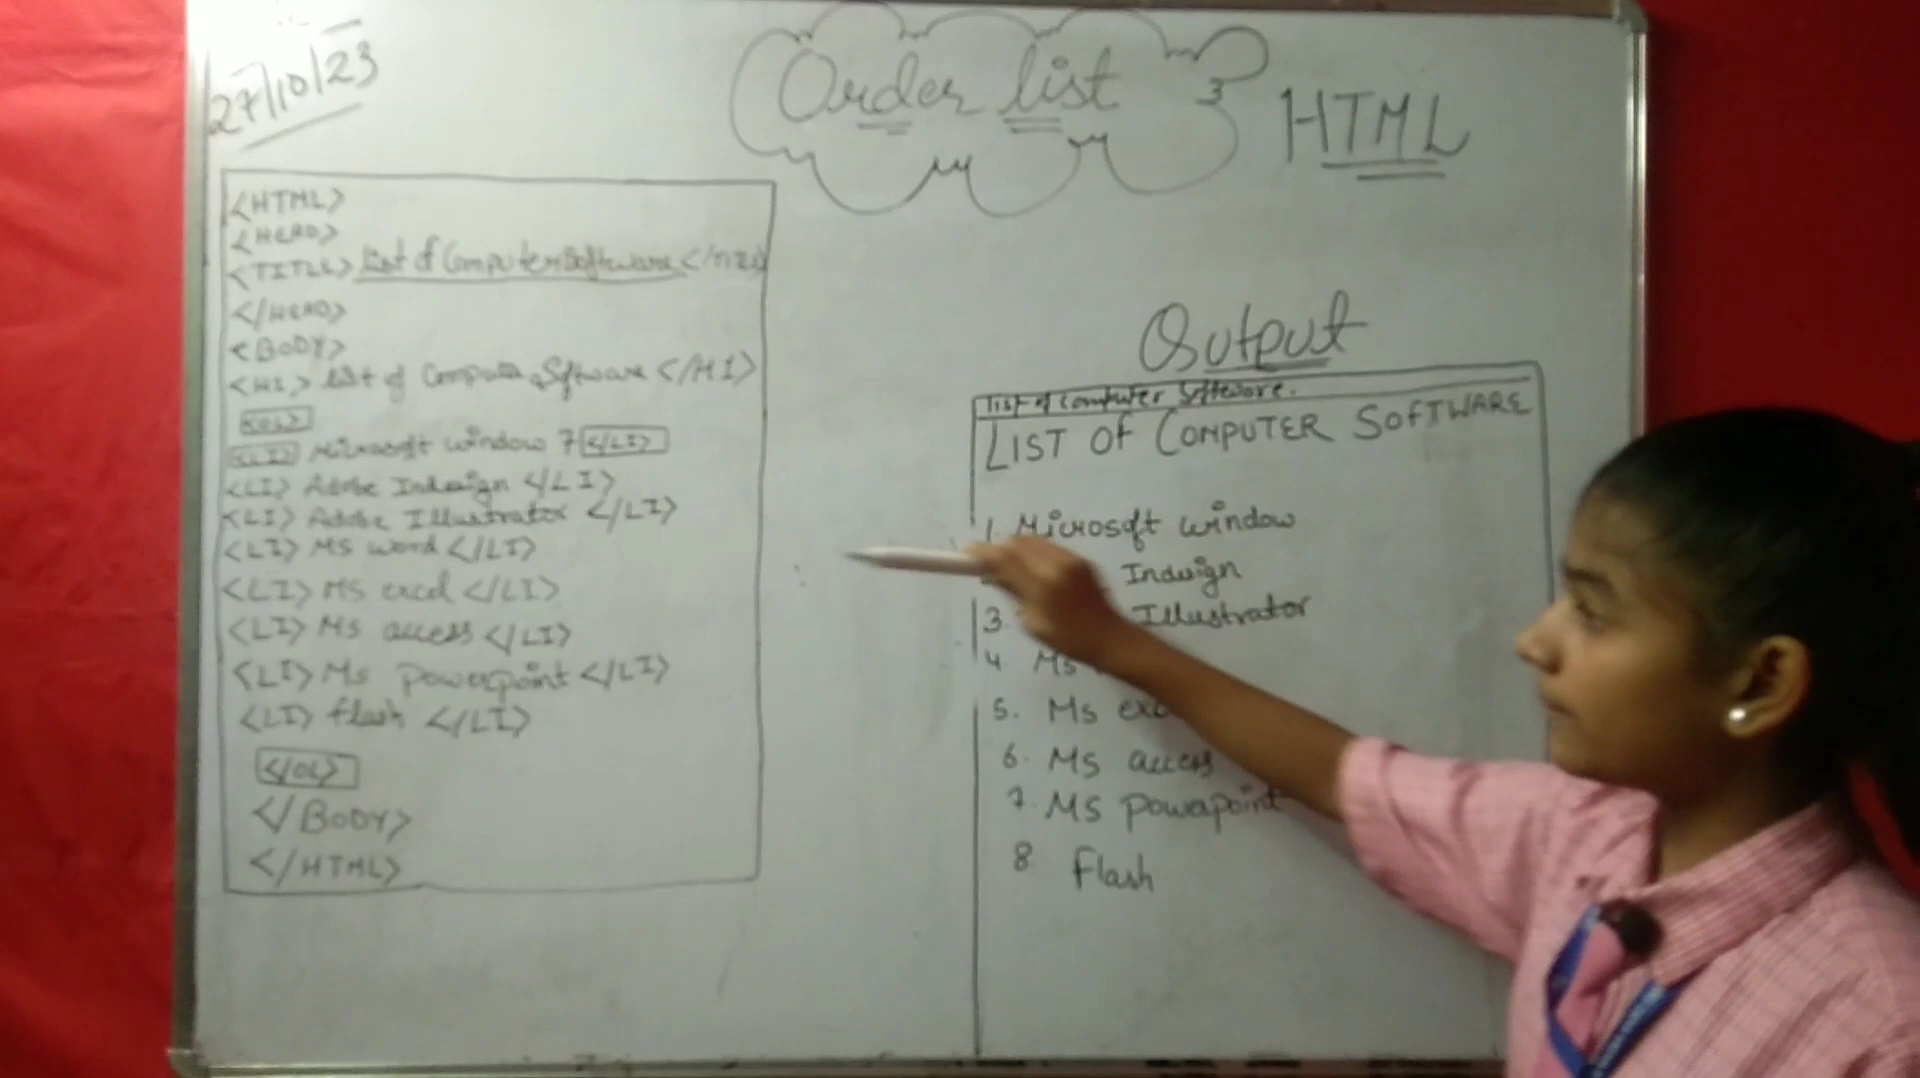 27/10/23
Order list
HTML
<HTML>
<HEAD>
<TITLE> List of Computer Software </
</HEAD>
<BODY>
<H1> List of Computer Software </H1>
<OL>
<LI> Microsoft window 7 </LI>
<LI> Adobe Indesign </LI>
<LI> Adobe Illustrator </LI>
<LI> MS word </LI>
<LI> MS excel </LI>
<LI> Ms access </LI>
<LI> Ms powerpoint </LI>
<LI> flash </LI>
</OL>
</BODY>
</HTML>
Output
List of Computer Software.
LIST OF COMPUTER SOFTWARE
1. Microsoft window
Indesign
3. Illustrator
4 Ms
5. Ms exc
6. Ms access
7. MS powerpoint
8 flash